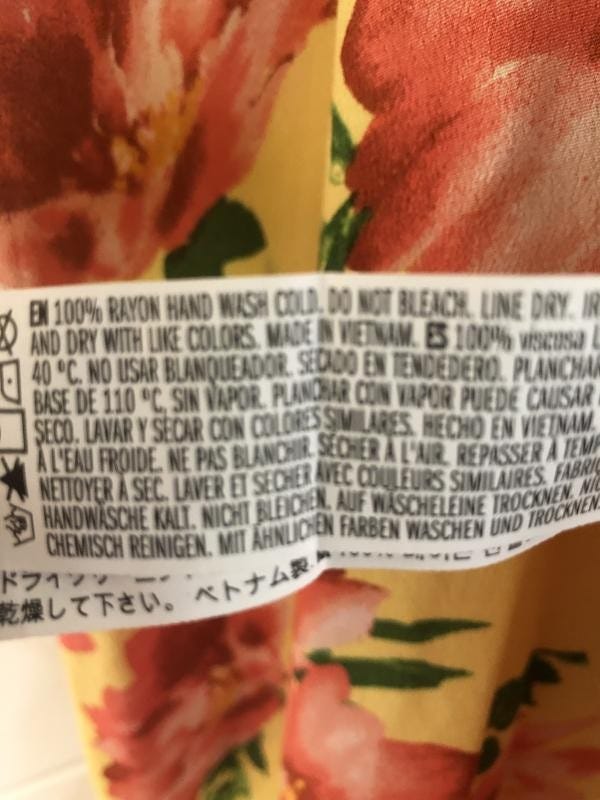 EN 100% RAYON HAND WASH COLD. DO NOT BLEACH. LINE DRY. IR
AND DRY WITH LIKE COLORS. MADE IN VIETNAM. ES 100% viscosa L
40 °C. NO USAR BLANQUEADOR. SECADO EN TENDEDERO. PLANCHAR
BASE DE 110 °C, SIN VAPOR. PLANCHAR CON VAPOR PUEDE CAUSAR
SECO. LAVAR Y SECAR CON COLORES SIMILARES. HECHO EN VIETNAM.
À L'EAU FROIDE. NE PAS BLANCHIR. SÉCHER À L'AIR. REPASSER À TEMP
NETTOYER À SEC. LAVER ET SÉCHER AVEC COULEURS SIMILAIRES. FABRIQ
HANDWÄSCHE KALT. NICHT BLEICHEN. AUF WÄSCHELEINE TROCKNEN. NIC
CHEMISCH REINIGEN. MIT ÄHNLICHEN FARBEN WASCHEN UND TROCKNEN.
乾燥して下さい。 ベトナム製